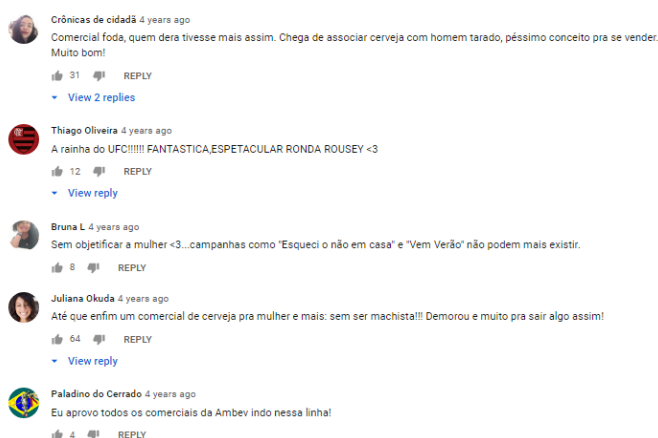 Crônicas de cidadã 4 years ago
Comercial foda, quem dera tivesse mais assim. Chega de associar cerveja com homem tarado, péssimo conceito pra se vender.
Muito bom!
31 REPLY
View 2 replies
Thiago Oliveira 4 years ago
A rainha do UFC!!!!!! FANTASTICA,ESPETACULAR RONDA ROUSEY <3
12 REPLY
View reply
Bruna L 4 years ago
Sem objetificar a mulher <3...campanhas como "Esqueci o não em casa" e "Vem Verão" não podem mais existir.
8 REPLY
Juliana Okuda 4 years ago
Até que enfim um comercial de cerveja pra mulher e mais: sem ser machista!!! Demorou e muito pra sair algo assim!
64 REPLY
View reply
Paladino do Cerrado 4 years ago
Eu aprovo todos os comerciais da Ambev indo nessa linha!
4 REPLY